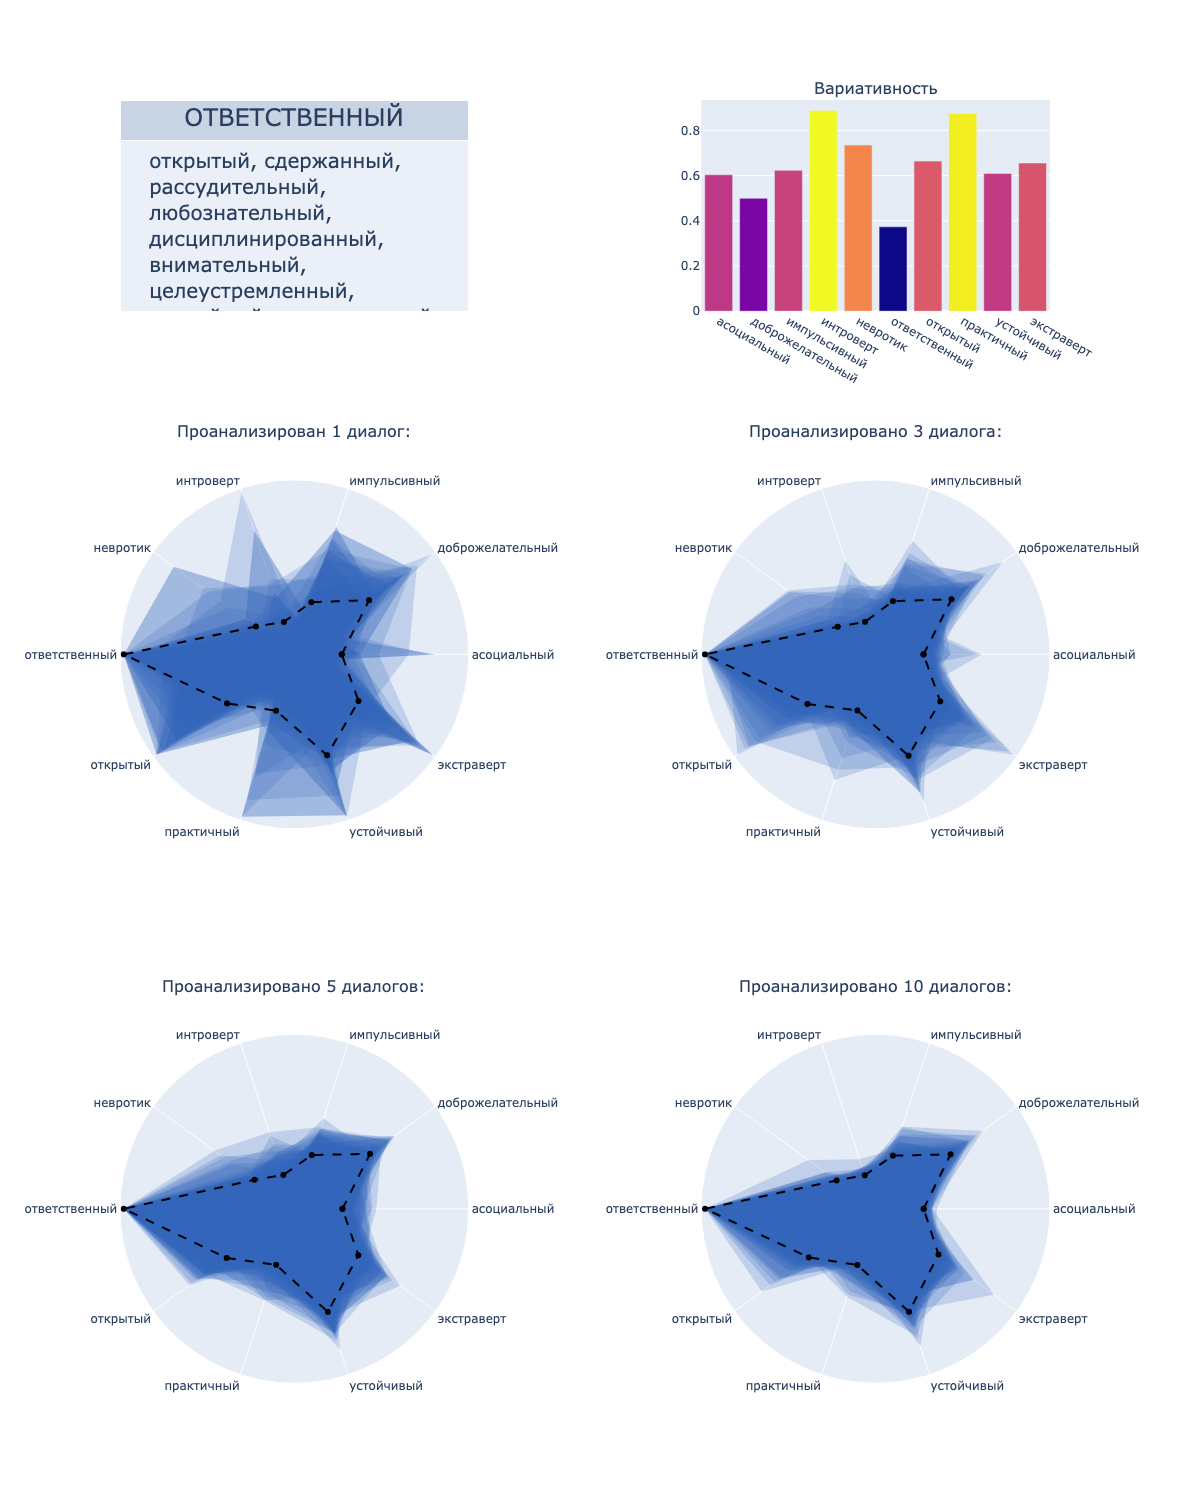 ОТВЕТСТВЕННЫЙ
открытый, сдержанный,
рассудительный,
любознательный,
дисциплинированный,
внимательный,
целеустремленный,
Вариативность
0.8
0.6
0.4
0.2
0
асоциальный
доброжелательный
импульсивный
интроверт
невротик
ответственный
открытый
практичный
устойчивый
экстраверт
Проанализирован 1 диалог:
интроверт
импульсивный
невротик
доброжелательный
ответственный
асоциальный
открытый
экстраверт
практичный
устойчивый
Проанализировано 3 диалога:
интроверт
импульсивный
невротик
доброжелательный
ответственный
асоциальный
открытый
экстраверт
практичный
устойчивый
Проанализировано 5 диалогов:
интроверт
импульсивный
невротик
доброжелательный
ответственный
асоциальный
открытый
экстраверт
практичный
устойчивый
Проанализировано 10 диалогов:
интроверт
импульсивный
невротик
доброжелательный
ответственный
асоциальный
открытый
экстраверт
практичный
устойчивый